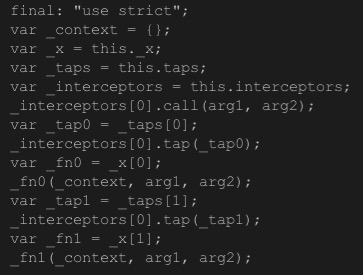 final: "use strict";
var _context = {};
var _x = this._x;
var _taps = this.taps;
var _interceptors = this.interceptors;
_interceptors[0].call(arg1, arg2);
var _tap0 = _taps[0];
_interceptors[0].tap(_tap0);
var _fn0 = _x[0];
_fn0(_context, arg1, arg2);
var _tap1 = _taps[1];
_interceptors[0].tap(_tap1);
var _fn1 = _x[1];
_fn1(_context, arg1, arg2);